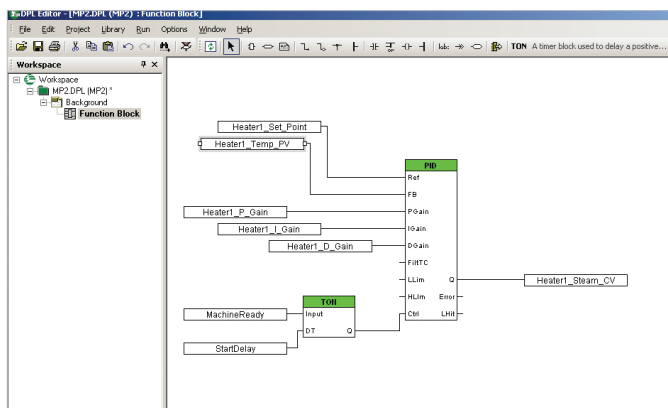 DPL Editor - [MP2.DPL (MP2) : Function Block]
File Edit Project Library Run Options Window Help
labc TON A timer block used to delay a positive...
Workspace
Workspace
MP2.DPL (MP2) *
Background
Function Block
Heater1_Set_Point
Heater1_Temp_PV
PID
Ref
FB
Heater1_P_Gain PGain
Heater1_I_Gain IGain
Heater1_D_Gain DGain
FiltTC
LLim Q Heater1_Steam_CV
TON HLim Error
MachineReady Input Ctrl LHit
DT Q
StartDelay